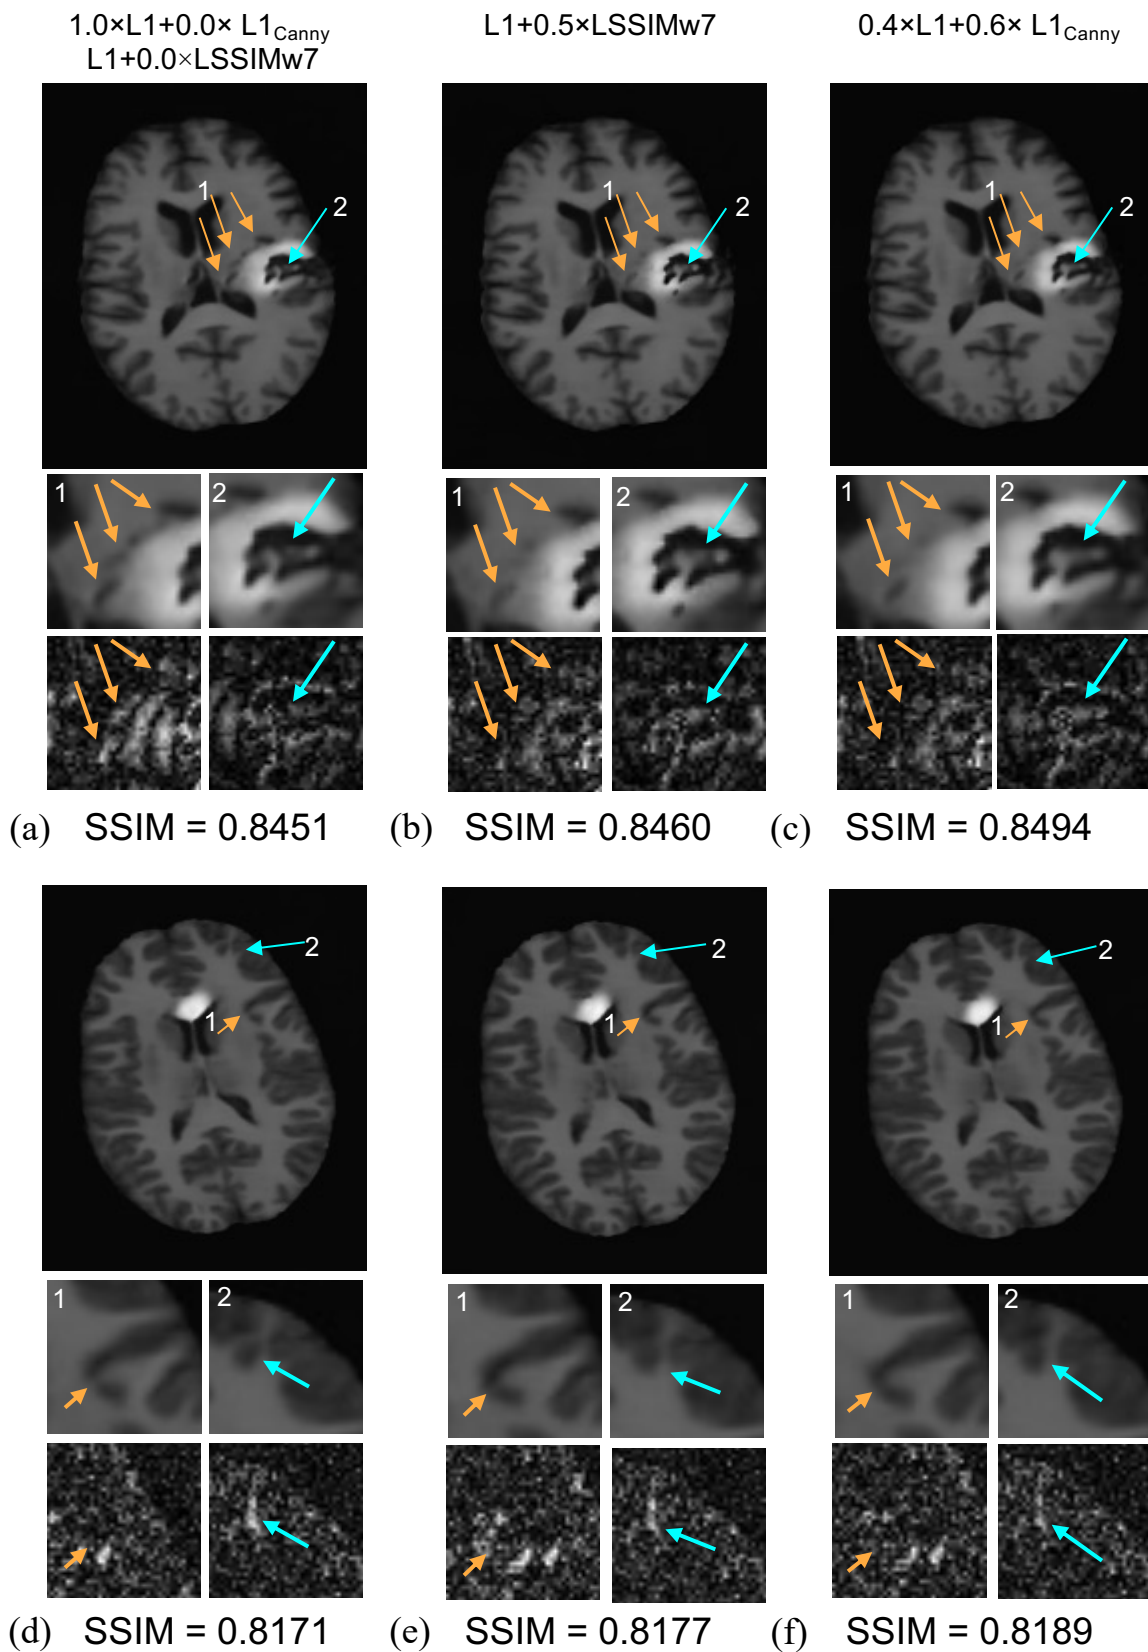 1.0×L1+0.0× L1Canny
L1+0.0×LSSIMw7
L1+0.5×LSSIMw7
0.4×L1+0.6× L1Canny
1
2
1
2
1
2
1
2
1
2
1
2
(a) SSIM = 0.8451
(b) SSIM = 0.8460
(c) SSIM = 0.8494
2
1
2
1
2
1
1
2
1
2
1
2
(d) SSIM = 0.8171
(e) SSIM = 0.8177
(f) SSIM = 0.8189